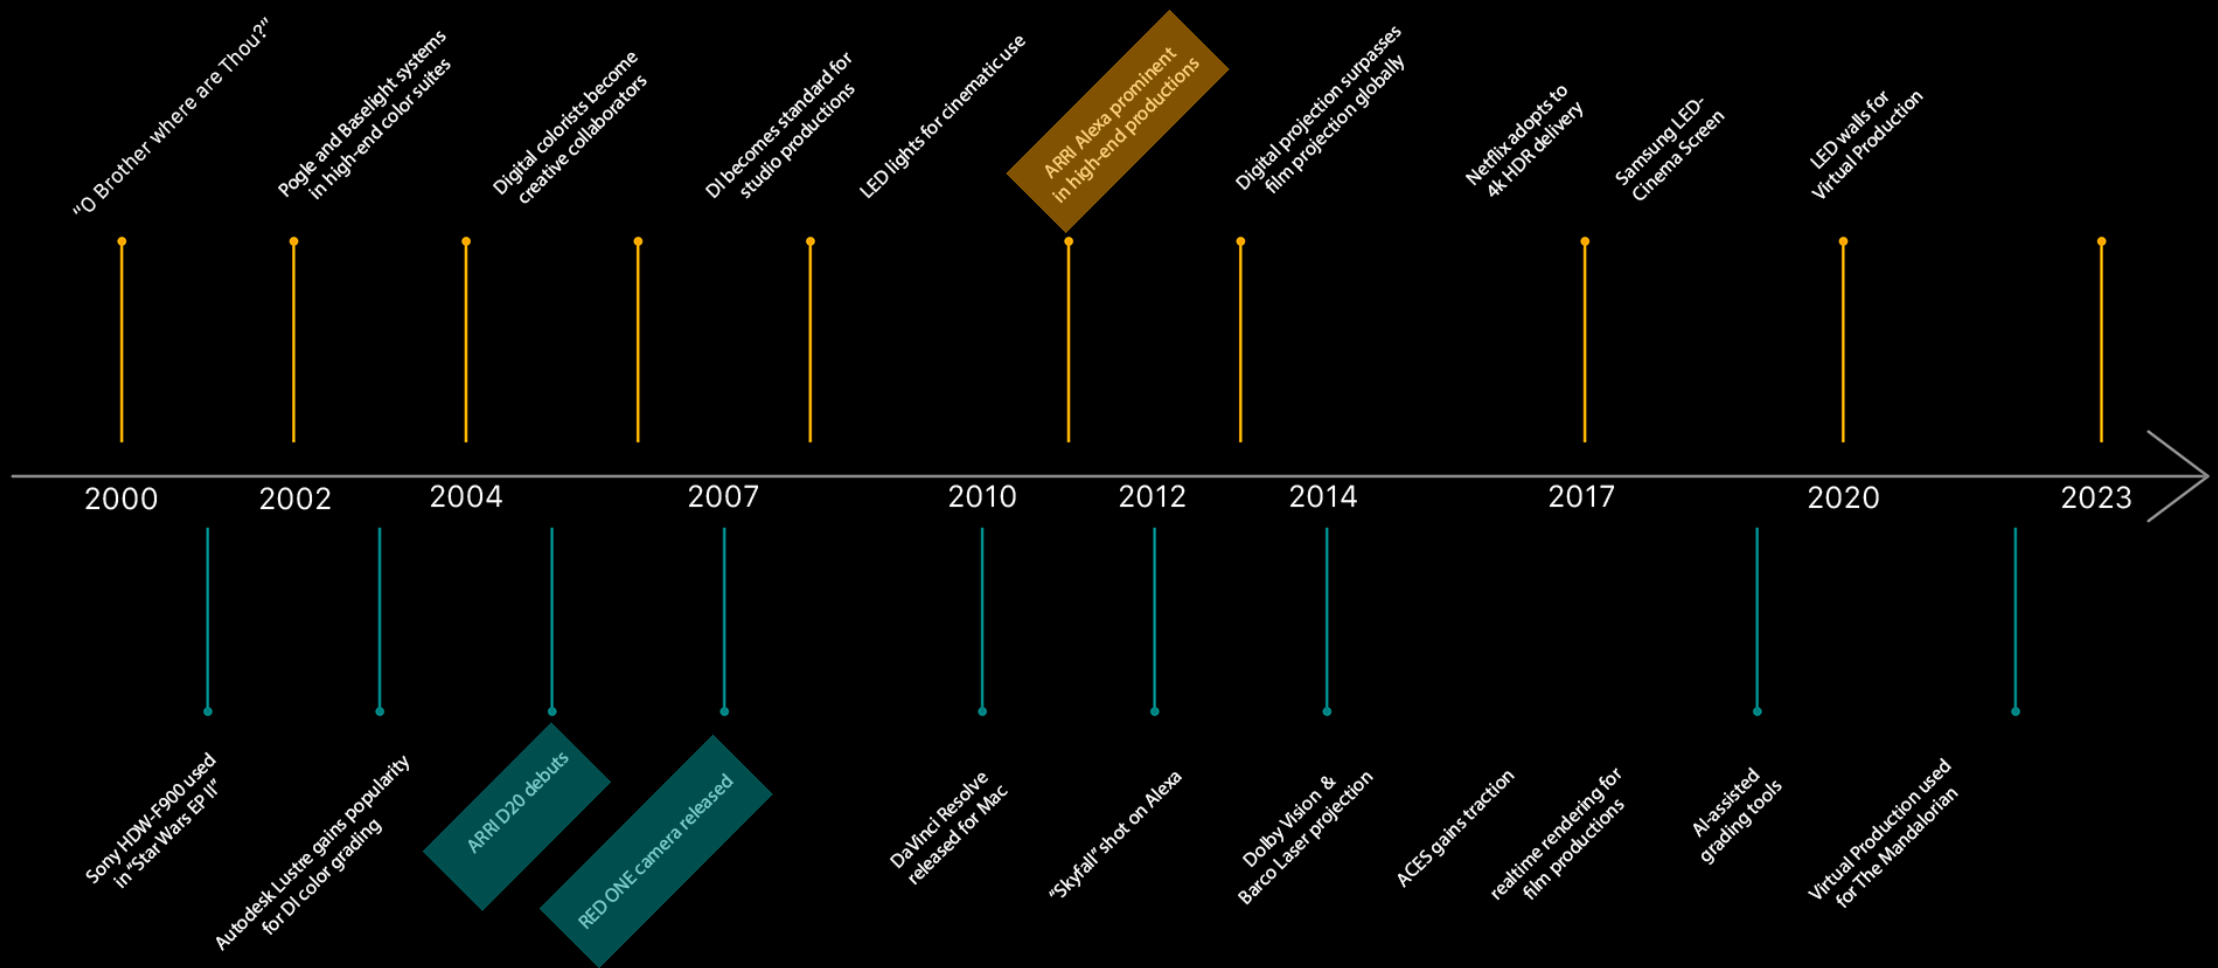 “O Brother where are Thou?”
Pogle and Baselight systems
in high-end color suites
Digital colorists become
creative collaborators
DI becomes standard for
studio productions
LED lights for cinematic use
ARRI Alexa prominent
in high-end productions
Digital projection surpasses
film projection globally
Netflix adopts to
4k HDR delivery
Samsung LED-
Cinema Screen
LED walls for
Virtual Production
2000
2002
2004
2007
2010
2012
2014
2017
2020
2023
Sony HDW-F900 used
in “Star Wars EP II”
Autodesk Lustre gains popularity
for DI color grading
ARRI D20 debuts
RED ONE camera released
DaVinci Resolve
released for Mac
“Skyfall” shot on Alexa
Dolby Vision &
Barco Laser projection
ACES gains traction
realtime rendering for
film productions
AI-assisted
grading tools
Virtual Production used
for The Mandalorian